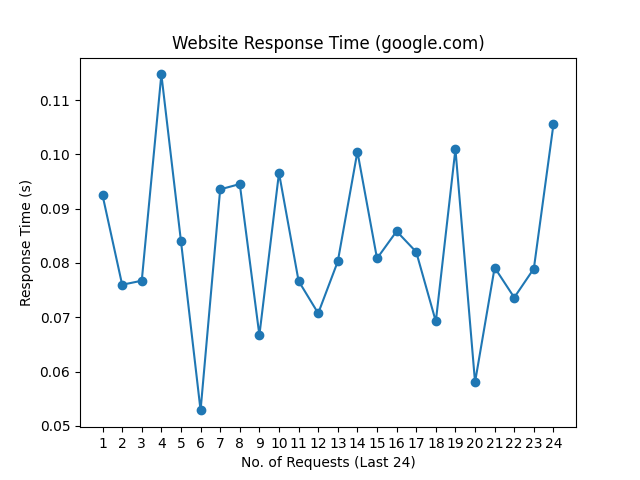 Website Response Time (google.com)
Response Time (s)
0.11
0.10
0.09
0.08
0.07
0.06
0.05
1 2 3 4 5 6 7 8 9 10 11 12 13 14 15 16 17 18 19 20 21 22 23 24
No. of Requests (Last 24)